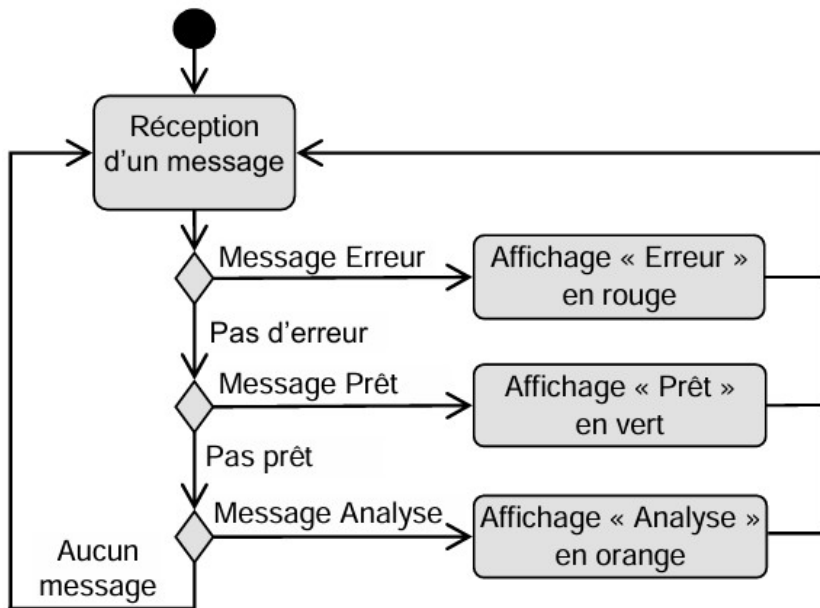 Réception
d'un message
Message Erreur
Affichage « Erreur »
en rouge
Pas d'erreur
Message Prêt
Affichage « Prêt »
en vert
Pas prêt
Message Analyse
Affichage « Analyse »
en orange
Aucun
message